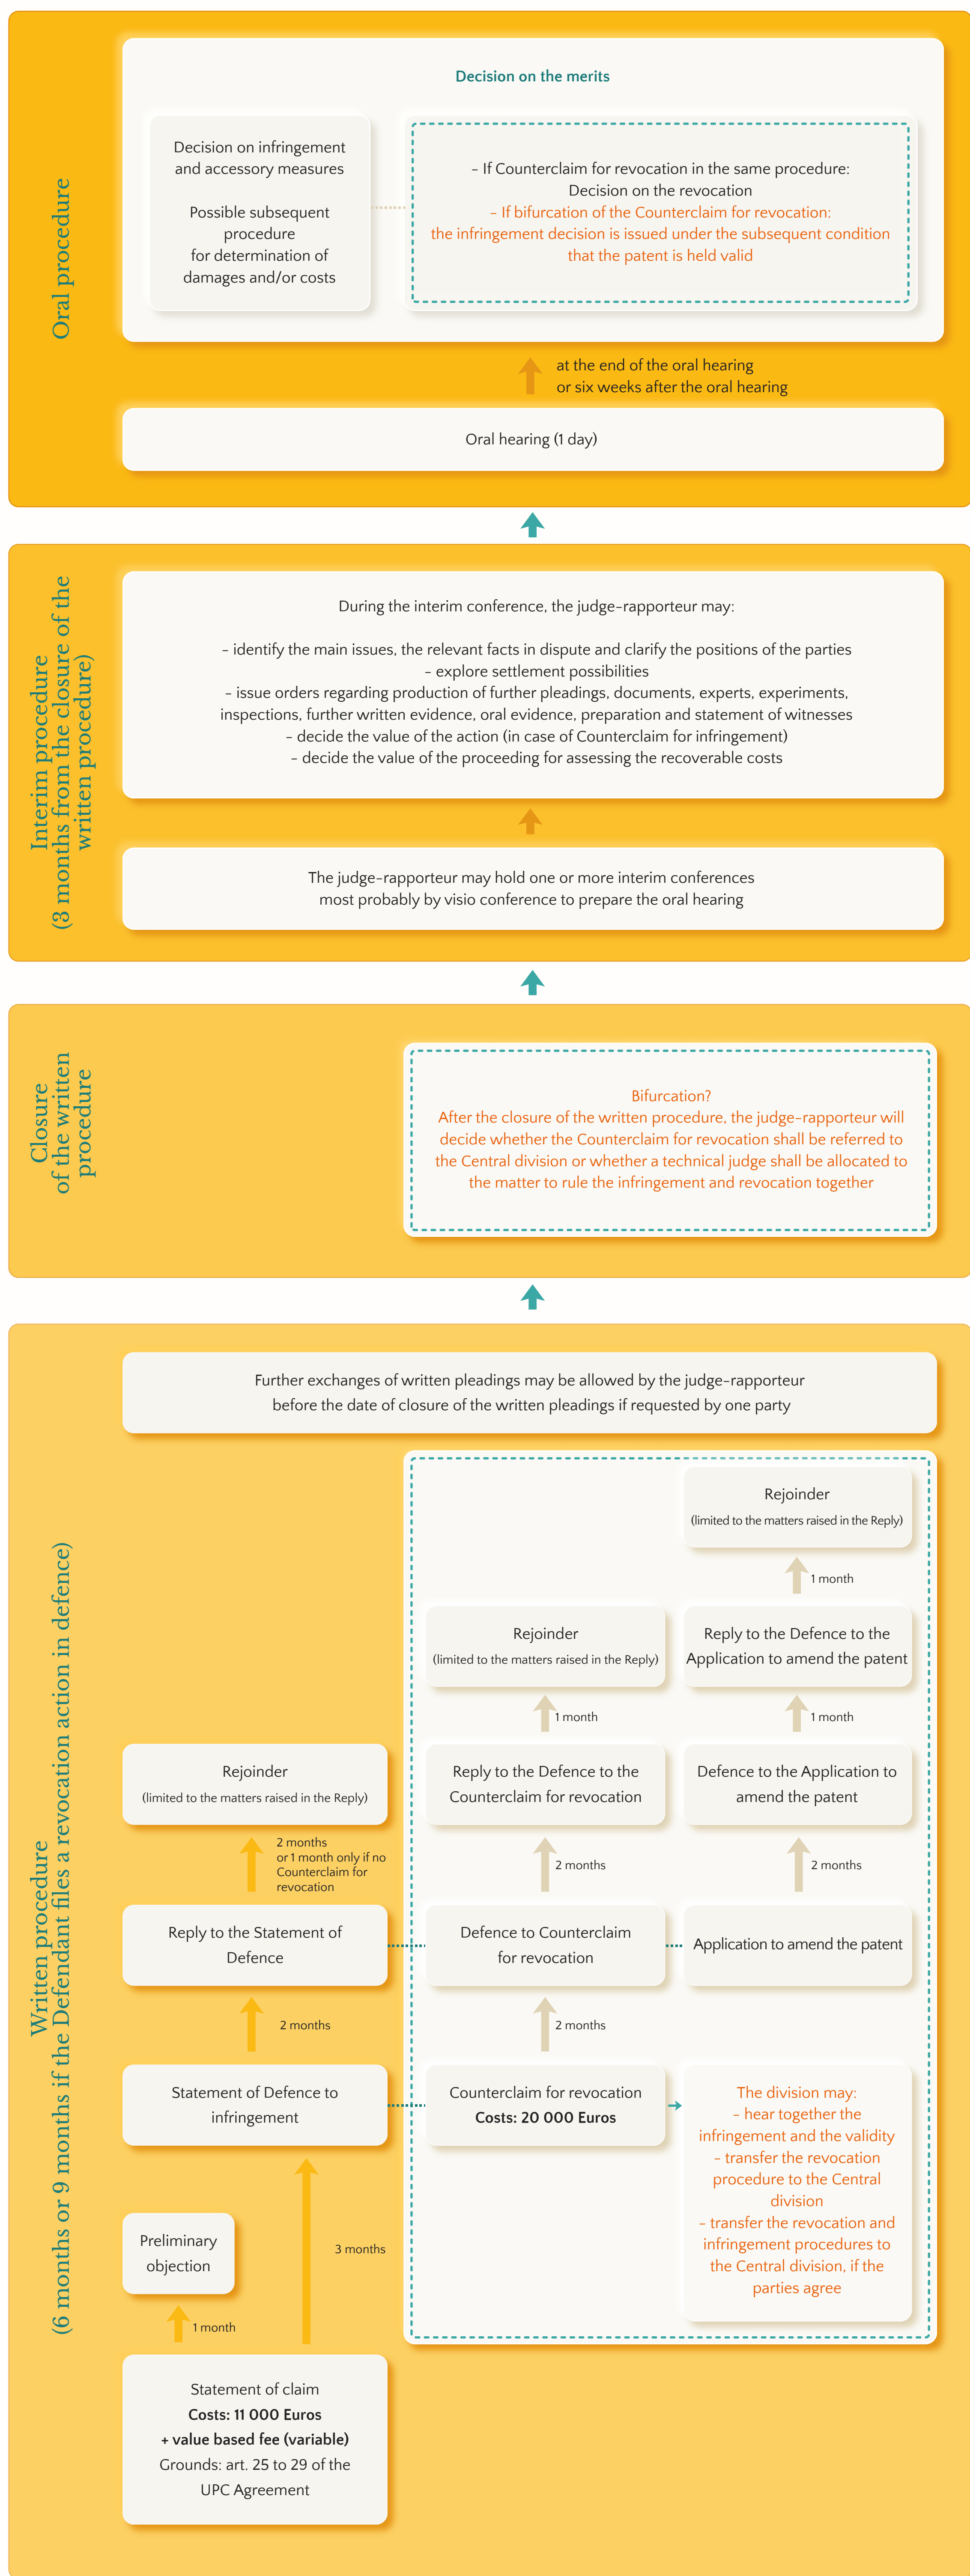 Oral procedure
Decision on the merits
Decision on infringement
and accessory measures
Possible subsequent
procedure
for determination of
damages and/or costs
- If Counterclaim for revocation in the same procedure:
Decision on the revocation
- If bifurcation of the Counterclaim for revocation:
the infringement decision is issued under the subsequent condition
that the patent is held valid
at the end of the oral hearing
or six weeks after the oral hearing
Oral hearing (1 day)
Interim procedure
(3 months from the closure of the
written procedure)
During the interim conference, the judge-rapporteur may:
- identify the main issues, the relevant facts in dispute and clarify the positions of the parties
- explore settlement possibilities
- issue orders regarding production of further pleadings, documents, experts, experiments,
inspections, further written evidence, oral evidence, preparation and statement of witnesses
- decide the value of the action (in case of Counterclaim for infringement)
- decide the value of the proceeding for assessing the recoverable costs
The judge-rapporteur may hold one or more interim conferences
most probably by visio conference to prepare the oral hearing
Closure
of the written
procedure
Bifurcation?
After the closure of the written procedure, the judge-rapporteur will
decide whether the Counterclaim for revocation shall be referred to
the Central division or whether a technical judge shall be allocated to
the matter to rule the infringement and revocation together
Written procedure
(6 months or 9 months if the Defendant files a revocation action in defence)
Further exchanges of written pleadings may be allowed by the judge-rapporteur
before the date of closure of the written pleadings if requested by one party
Rejoinder
(limited to the matters raised in the Reply)
1 month
Rejoinder
(limited to the matters raised in the Reply)
Reply to the Defence to the
Application to amend the patent
1 month
1 month
Rejoinder
(limited to the matters raised in the Reply)
Reply to the Defence to the
Counterclaim for revocation
Defence to the Application to
amend the patent
2 months
or 1 month only if no
Counterclaim for
revocation
2 months
2 months
Reply to the Statement of
Defence
Defence to Counterclaim
for revocation
Application to amend the patent
2 months
2 months
Statement of Defence to
infringement
Counterclaim for revocation
Costs: 20 000 Euros
The division may:
- hear together the
infringement and the validity
- transfer the revocation
procedure to the Central
division
- transfer the revocation and
infringement procedures to
the Central division, if the
parties agree
Preliminary
objection
3 months
1 month
Statement of claim
Costs: 11 000 Euros
+ value based fee (variable)
Grounds: art. 25 to 29 of the
UPC Agreement